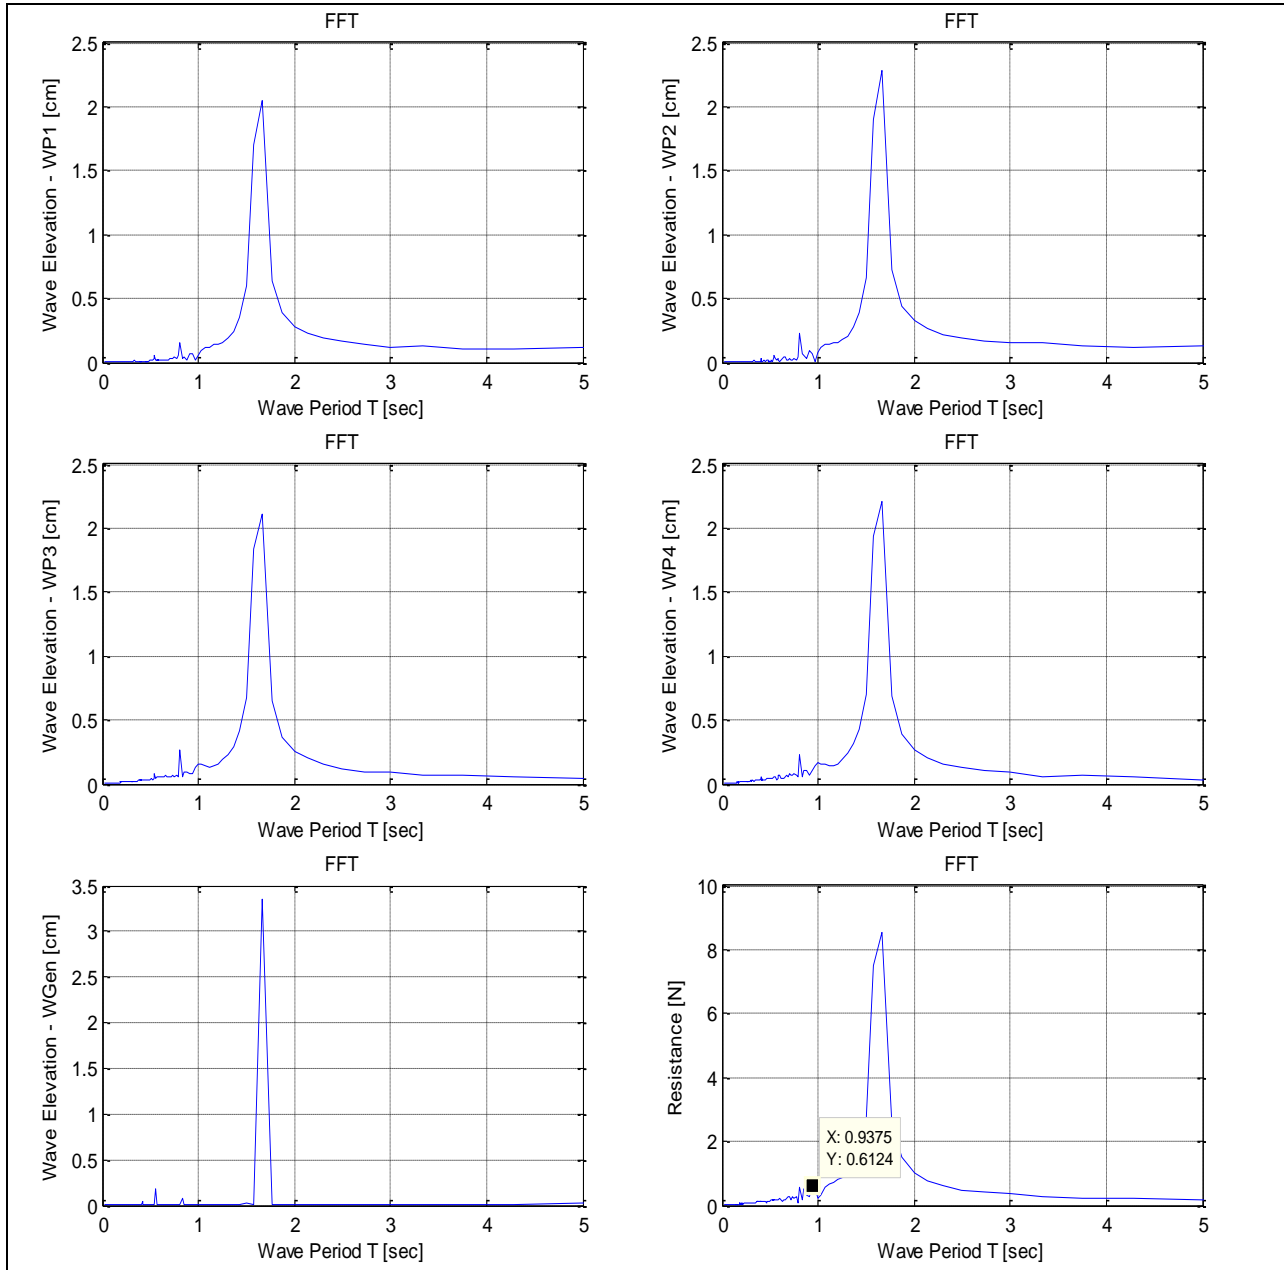 FFT
Wave Elevation - WP1 [cm]
2.5
2
1.5
1
0.5
0
0 1 2 3 4 5
Wave Period T [sec]
FFT
Wave Elevation - WP2 [cm]
2.5
2
1.5
1
0.5
0
0 1 2 3 4 5
Wave Period T [sec]
FFT
Wave Elevation - WP3 [cm]
2.5
2
1.5
1
0.5
0
0 1 2 3 4 5
Wave Period T [sec]
FFT
Wave Elevation - WP4 [cm]
2.5
2
1.5
1
0.5
0
0 1 2 3 4 5
Wave Period T [sec]
FFT
Wave Elevation - WGen [cm]
3.5
3
2.5
2
1.5
1
0.5
0
0 1 2 3 4 5
Wave Period T [sec]
FFT
Resistance [N]
10
8
6
4
2
0
X: 0.9375
Y: 0.6124
0 1 2 3 4 5
Wave Period T [sec]